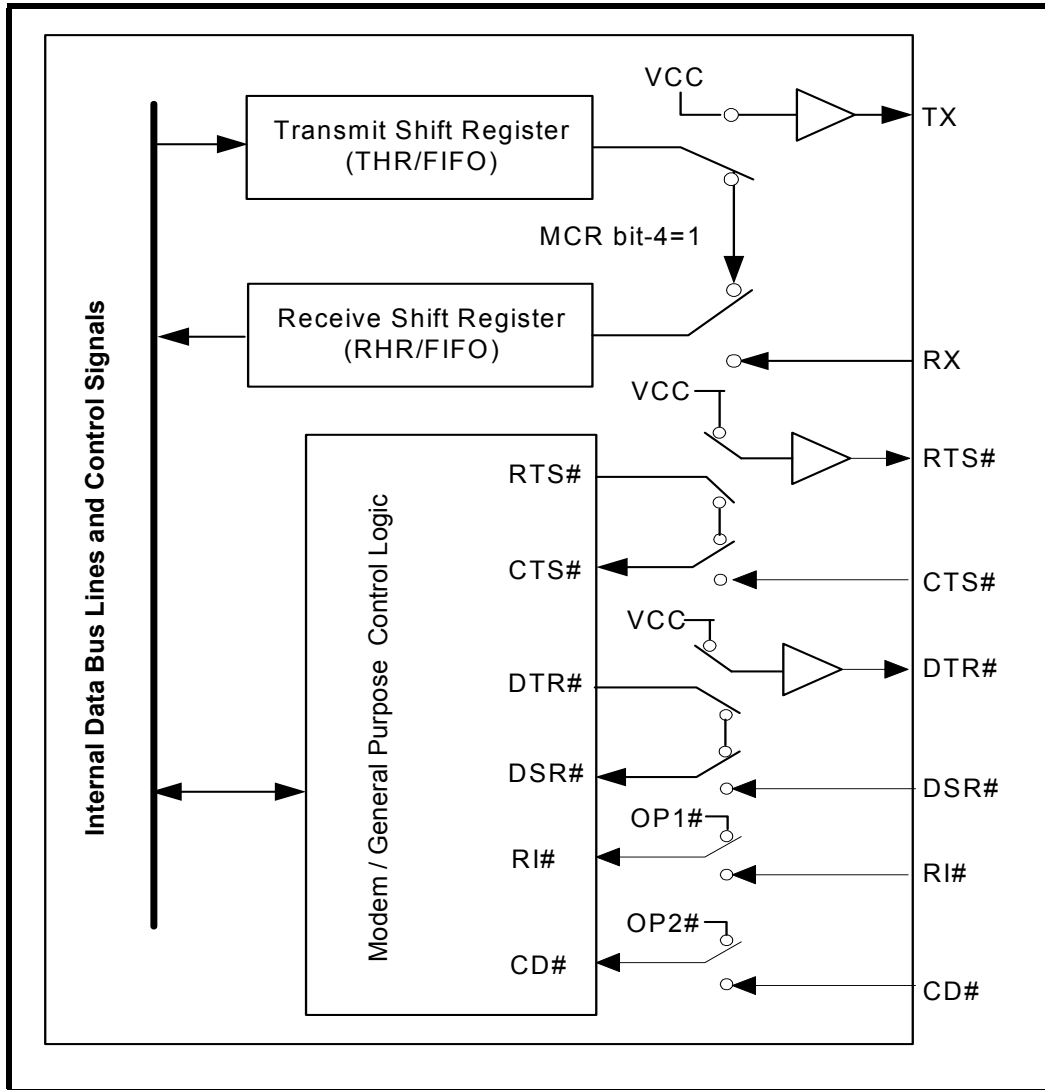 VCC
TX
Transmit Shift Register
(THR/FIFO)
MCR bit-4=1
Receive Shift Register
(RHR/FIFO)
RX
VCC
RTS#
RTS#
CTS#
CTS#
VCC
DTR#
DTR#
DSR#
DSR#
OP1#
RI#
RI#
OP2#
CD#
CD#
Internal Data Bus Lines and Control Signals
Modem / General Purpose Control Logic